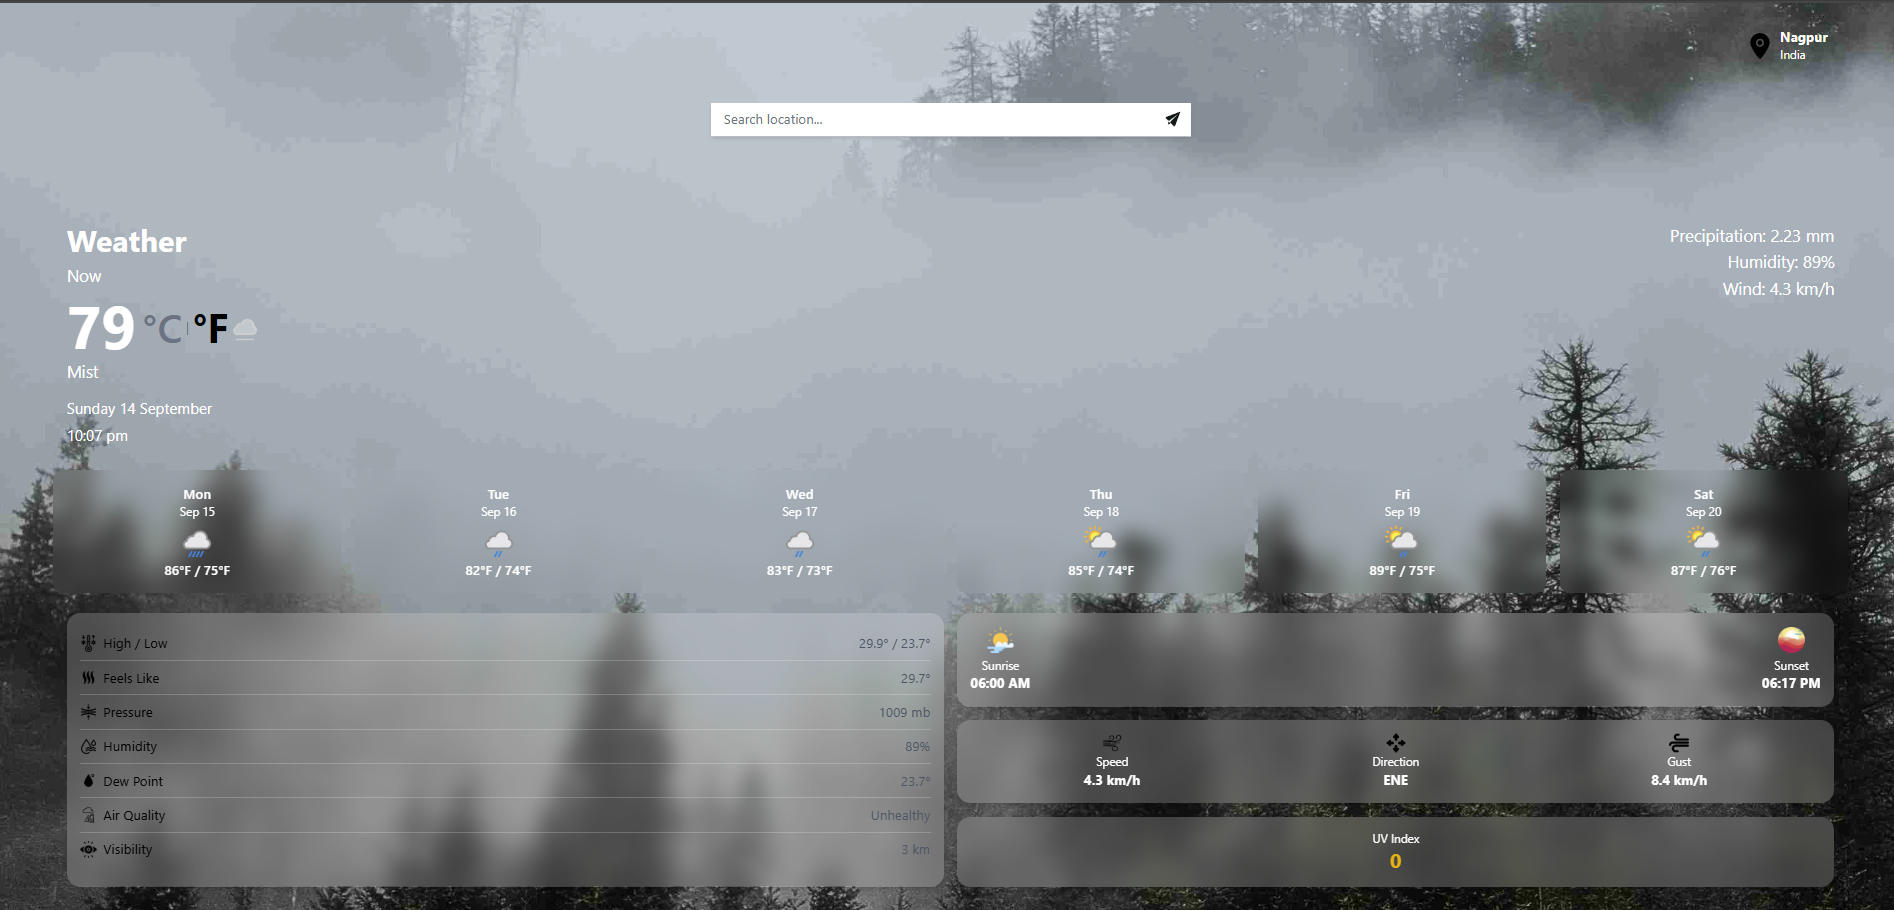 Nagpur
India
Search location...
Weather
Now
79 °C | °F
Mist
Sunday 14 September
10:07 pm
Precipitation: 2.23 mm
Humidity: 89%
Wind: 4.3 km/h
Mon
Sep 15
86°F / 75°F
Tue
Sep 16
82°F / 74°F
Wed
Sep 17
83°F / 73°F
Thu
Sep 18
85°F / 74°F
Fri
Sep 19
89°F / 75°F
Sat
Sep 20
87°F / 76°F
High / Low 29.9° / 23.7°
Feels Like 29.7°
Pressure 1009 mb
Humidity 89%
Dew Point 23.7°
Air Quality Unhealthy
Visibility 3 km
Sunrise
06:00 AM
Sunset
06:17 PM
Speed
4.3 km/h
Direction
ENE
Gust
8.4 km/h
UV Index
0